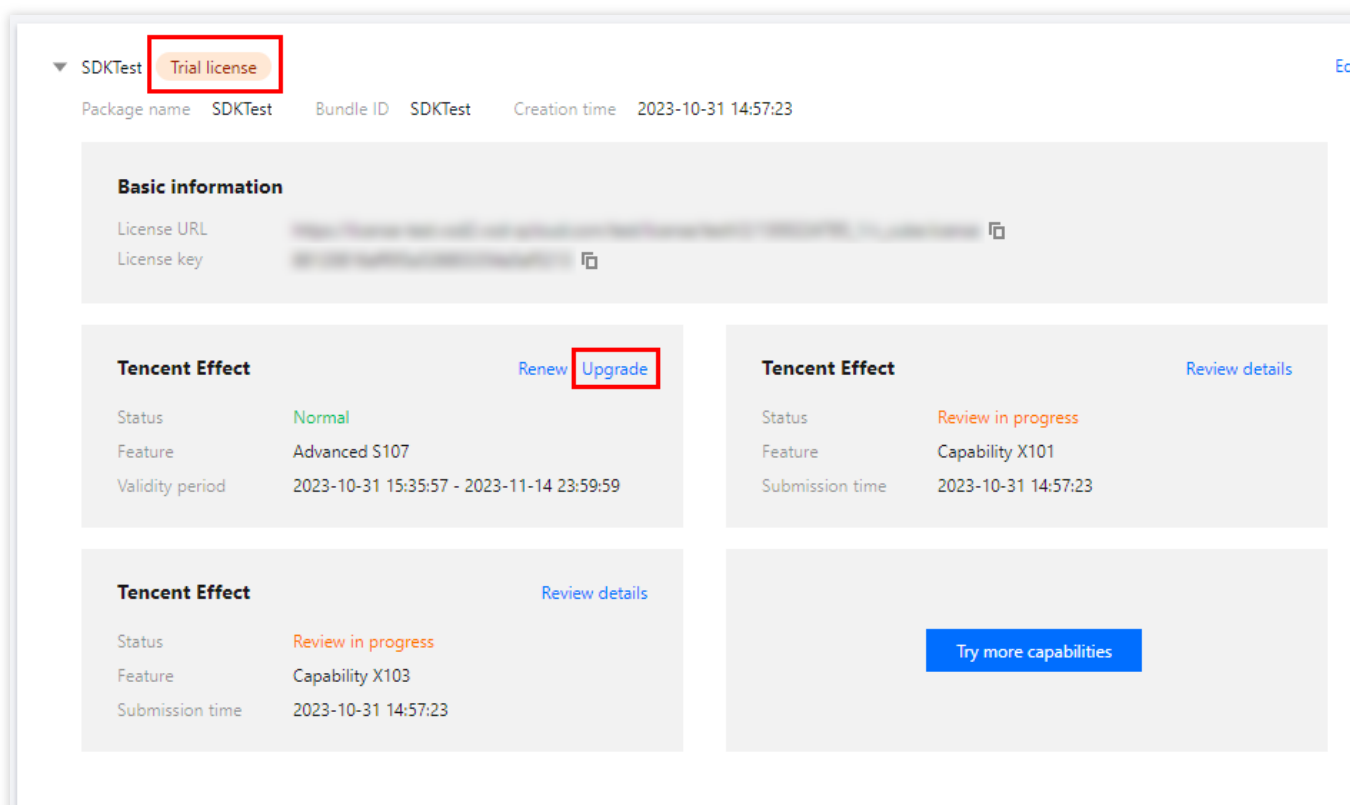 SDKTest Trial license
Package name SDKTest Bundle ID SDKTest Creation time 2023-10-31 14:57:23
Basic information
License URL
License key
Tencent Effect Renew Upgrade
Status Normal
Feature Advanced S107
Validity period 2023-10-31 15:35:57 - 2023-11-14 23:59:59
Tencent Effect Review details
Status Review in progress
Feature Capability X101
Submission time 2023-10-31 14:57:23
Tencent Effect Review details
Status Review in progress
Feature Capability X103
Submission time 2023-10-31 14:57:23
Try more capabilities